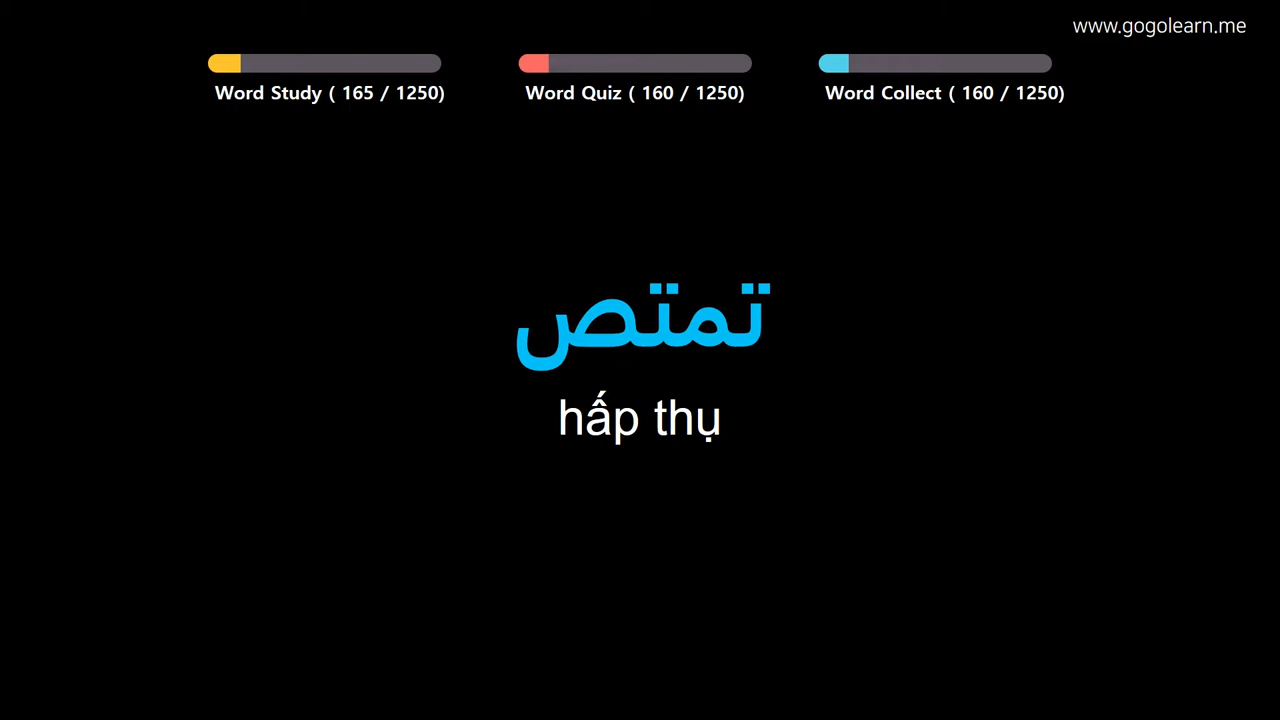 www.gogolearn.me
Word Study ( 165 / 1250)
Word Quiz ( 160 / 1250)
Word Collect ( 160 / 1250)
تمتص
hấp thụ